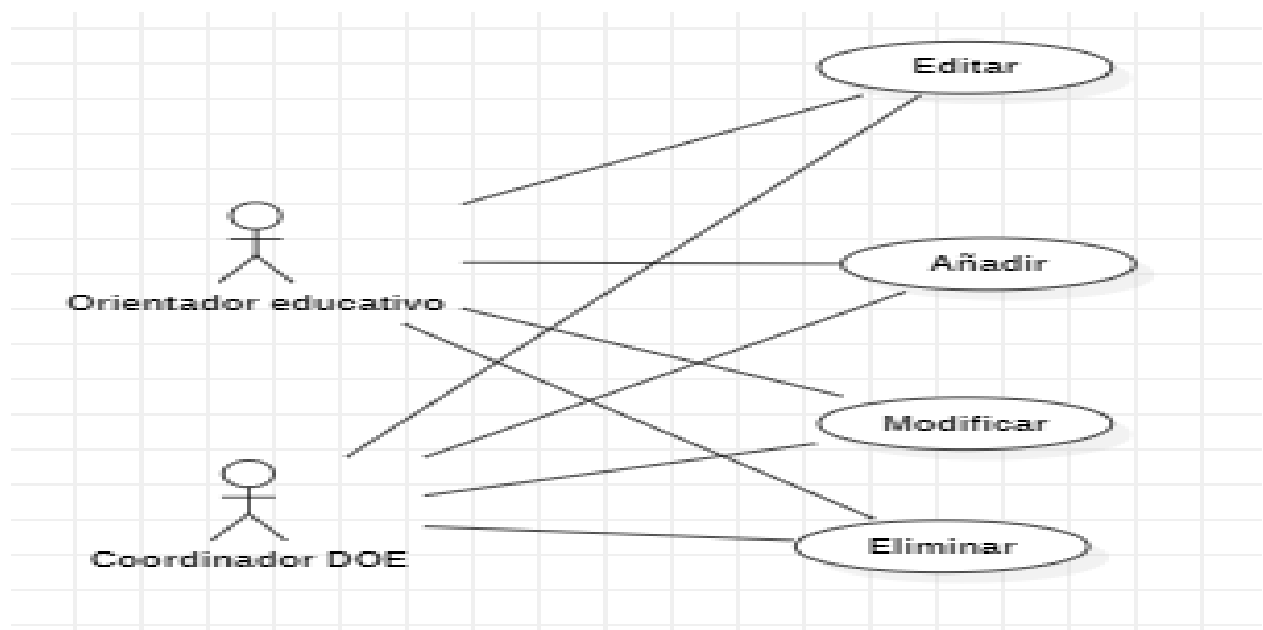 Editar
Añadir
Orientador educativo
Modificar
Eliminar
Coordinador DOE